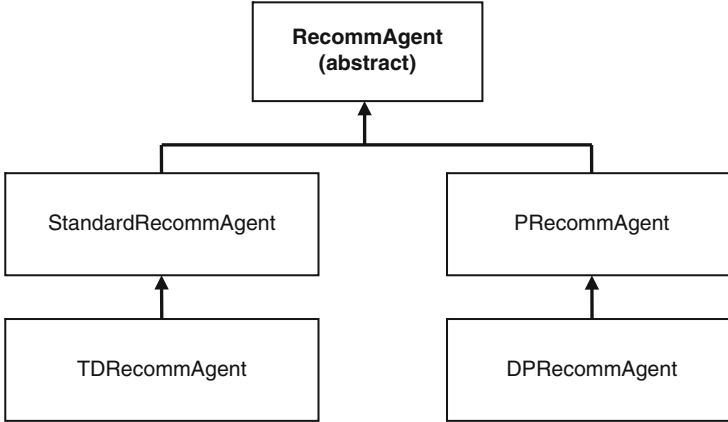 RecommAgent
(abstract)
StandardRecommAgent
PRecommAgent
TDRecommAgent
DPRecommAgent